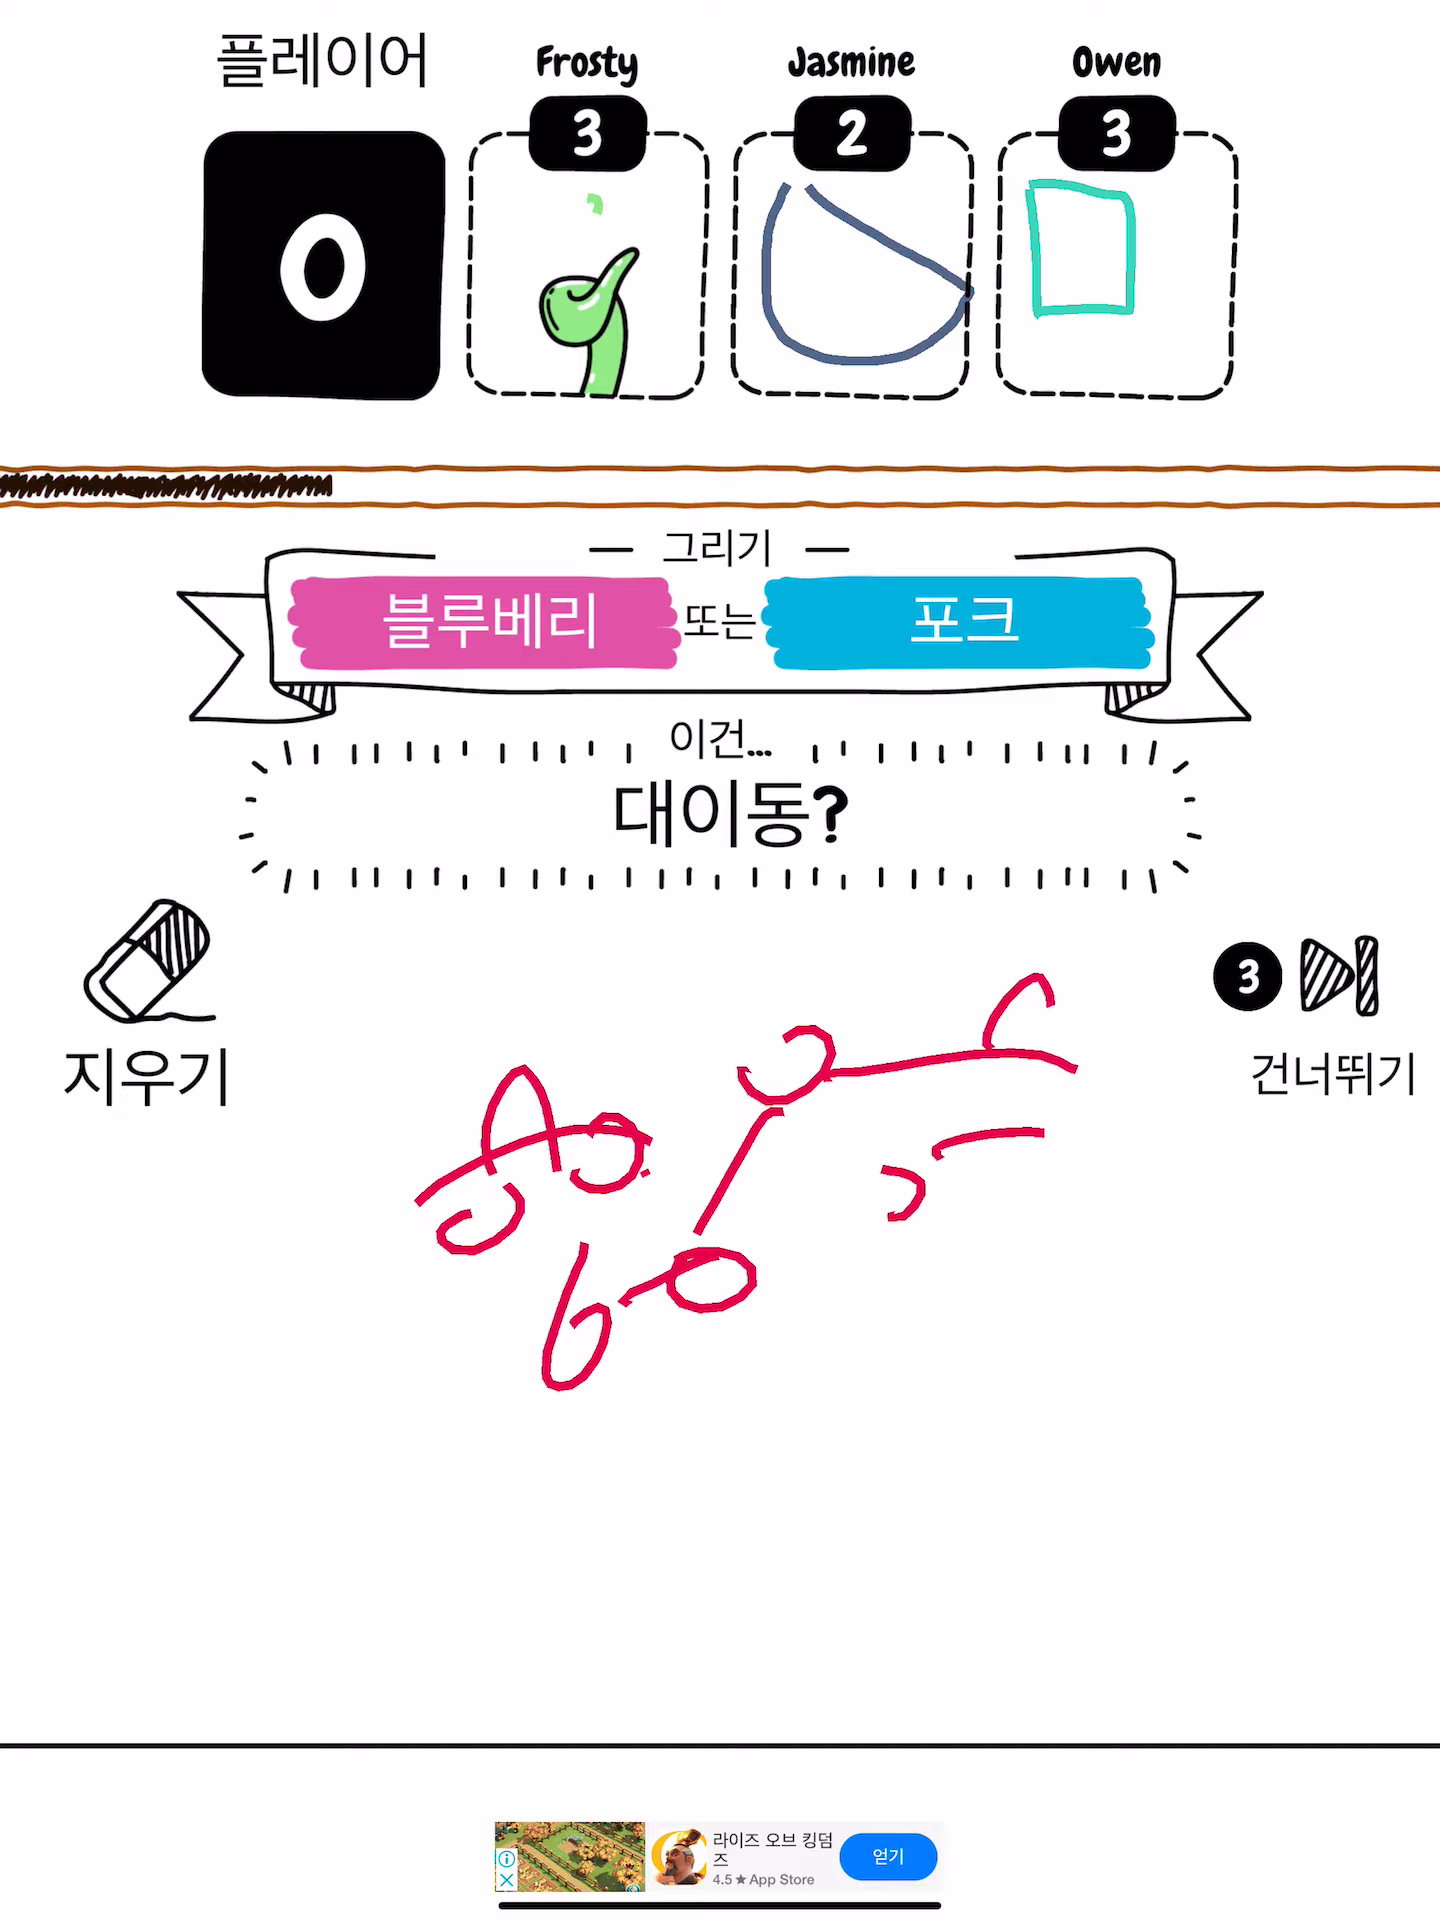 플레이어
Frosty
Jasmine
Owen
0
3
2
3
그리기
블루베리 또는 포크
이건...
대이동?
지우기
3
건너뛰기
라이즈 오브 킹덤
즈
4.5 ★ App Store
얻기